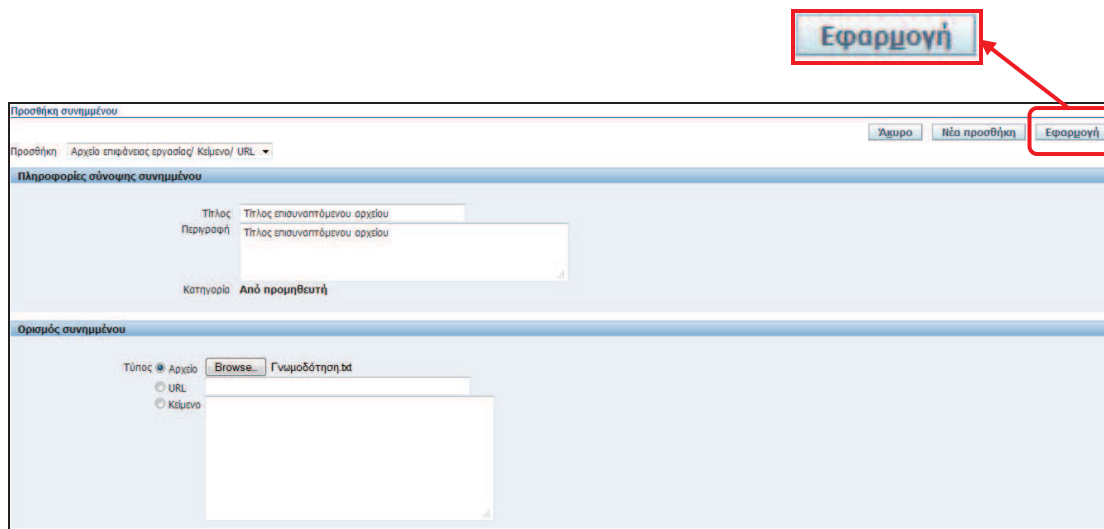 Εφαρμογή
Προσθήκη συνημμένου
Άκυρο Νέα προσθήκη Εφαρμογή
Προσθήκη Αρχείο επιφάνειας εργασίας/ Κείμενο/ URL
Πληροφορίες σύνοψης συνημμένου
Τίτλος Τίτλος επισυναπτόμενου αρχείου
Περιγραφή Τίτλος επισυναπτόμενου αρχείου
Κατηγορία Από προμηθευτή
Ορισμός συνημμένου
Τύπος Αρχείο Browse... Γνωμοδότηση.txt
URL
Κείμενο